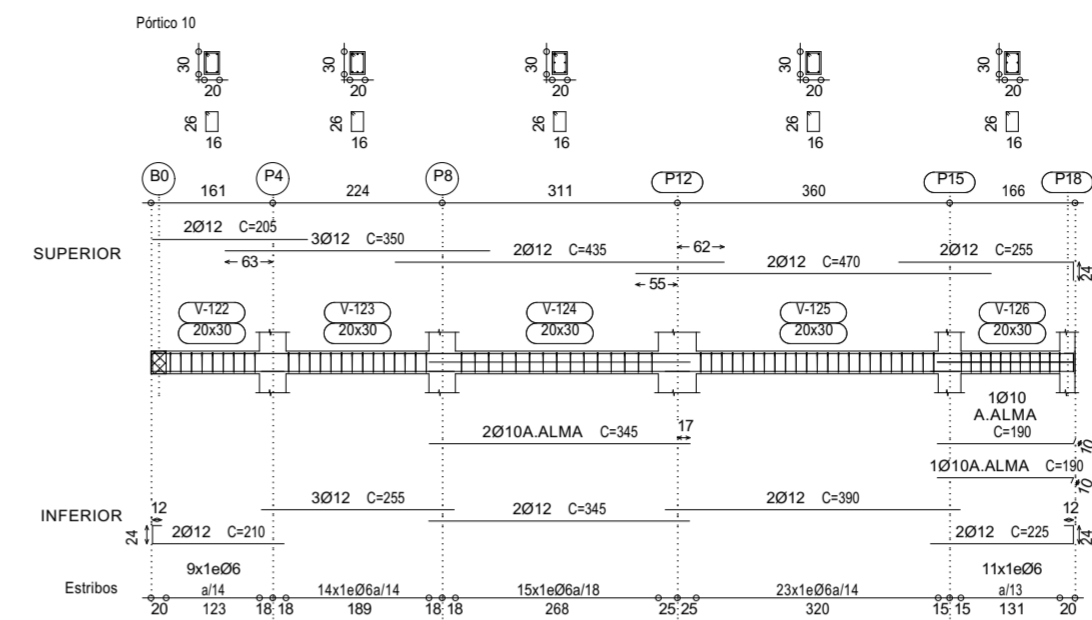 Pórtico 10
30 30 30 30 30
20 20 20 20 20
26 26 26 26 26
16 16 16 16 16
B0 161 P4 224 P8 311 P12 360 P15 166 P18
2Ø12 C=205
3Ø12 C=350
SUPERIOR 2Ø12 C=435 62 2Ø12 C=255
63 2Ø12 C=470 24
55
V-122 V-123 V-124 V-125 V-126
20x30 20x30 20x30 20x30 20x30
1Ø10
A.ALMA
2Ø10A.ALMA C=345 17 C=190 10
1Ø10A.ALMA C=190
10
3Ø12 C=255 2Ø12 C=390
INFERIOR 12 2Ø12 C=345 12
24 2Ø12 C=210 2Ø12 C=225 24
9x1eØ6 11x1eØ6
Estribos a/14 14x1eØ6a/14 15x1eØ6a/18 23x1eØ6a/14 a/13
20 123 18 18 189 18 18 268 25 25 320 15 15 131 20